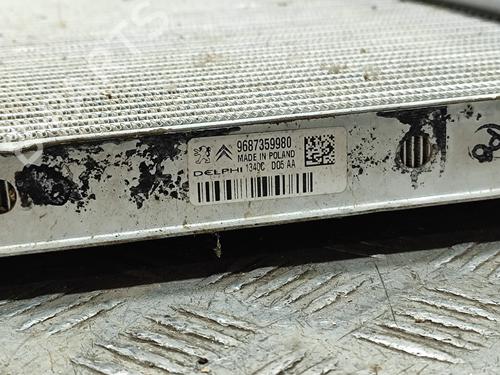 9687359980
MADE IN POLAND
DELPHI 1340C D05 AA